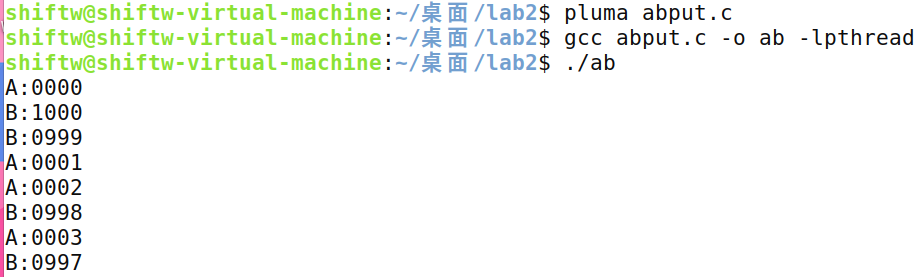 shiftw@shiftw-virtual-machine:~/桌面/lab2$ pluma abput.c
shiftw@shiftw-virtual-machine:~/桌面/lab2$ gcc abput.c -o ab -lpthread
shiftw@shiftw-virtual-machine:~/桌面/lab2$ ./ab
A:0000
B:1000
B:0999
A:0001
A:0002
B:0998
A:0003
B:0997